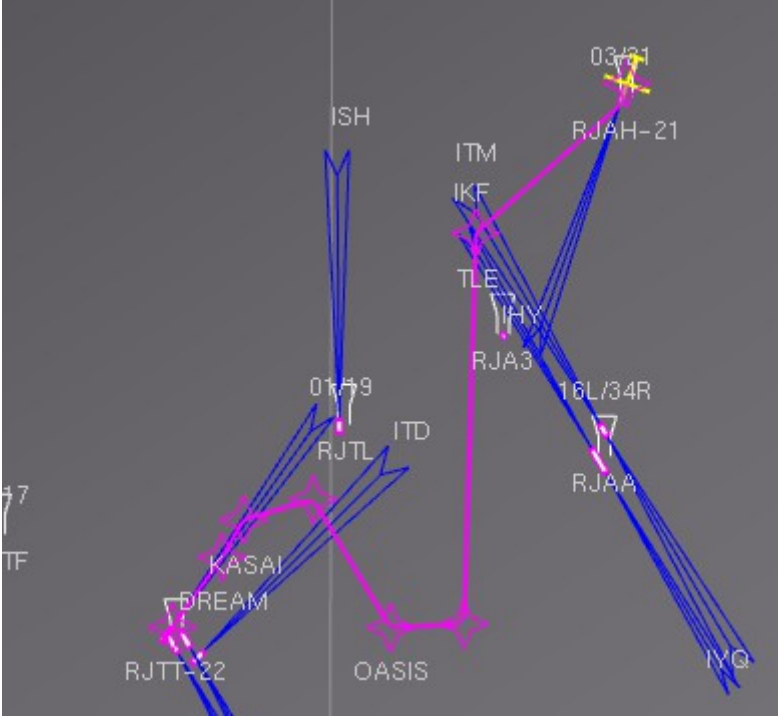 03/21
ISH
RJAH-21
ITM
IKF
TLE
IHY
RJA3
01/19
16L/34R
ITD
RJTL
RJAA
17
TF
KASAI
DREAM
RJTT-22
OASIS
IYQ